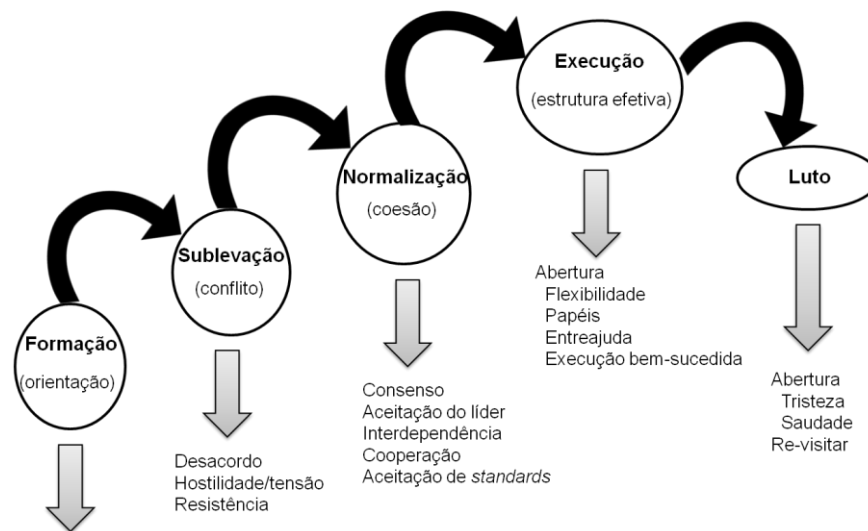 Formação
(orientação)
Sublevação
(conflito)
Desacordo
Hostilidade/tensão
Resistência
Normalização
(coesão)
Consenso
Aceitação do líder
Interdependência
Cooperação
Aceitação de standards
Execução
(estrutura efetiva)
Abertura
Flexibilidade
Papéis
Entreajuda
Execução bem-sucedida
Luto
Abertura
Tristeza
Saudade
Re-visitar